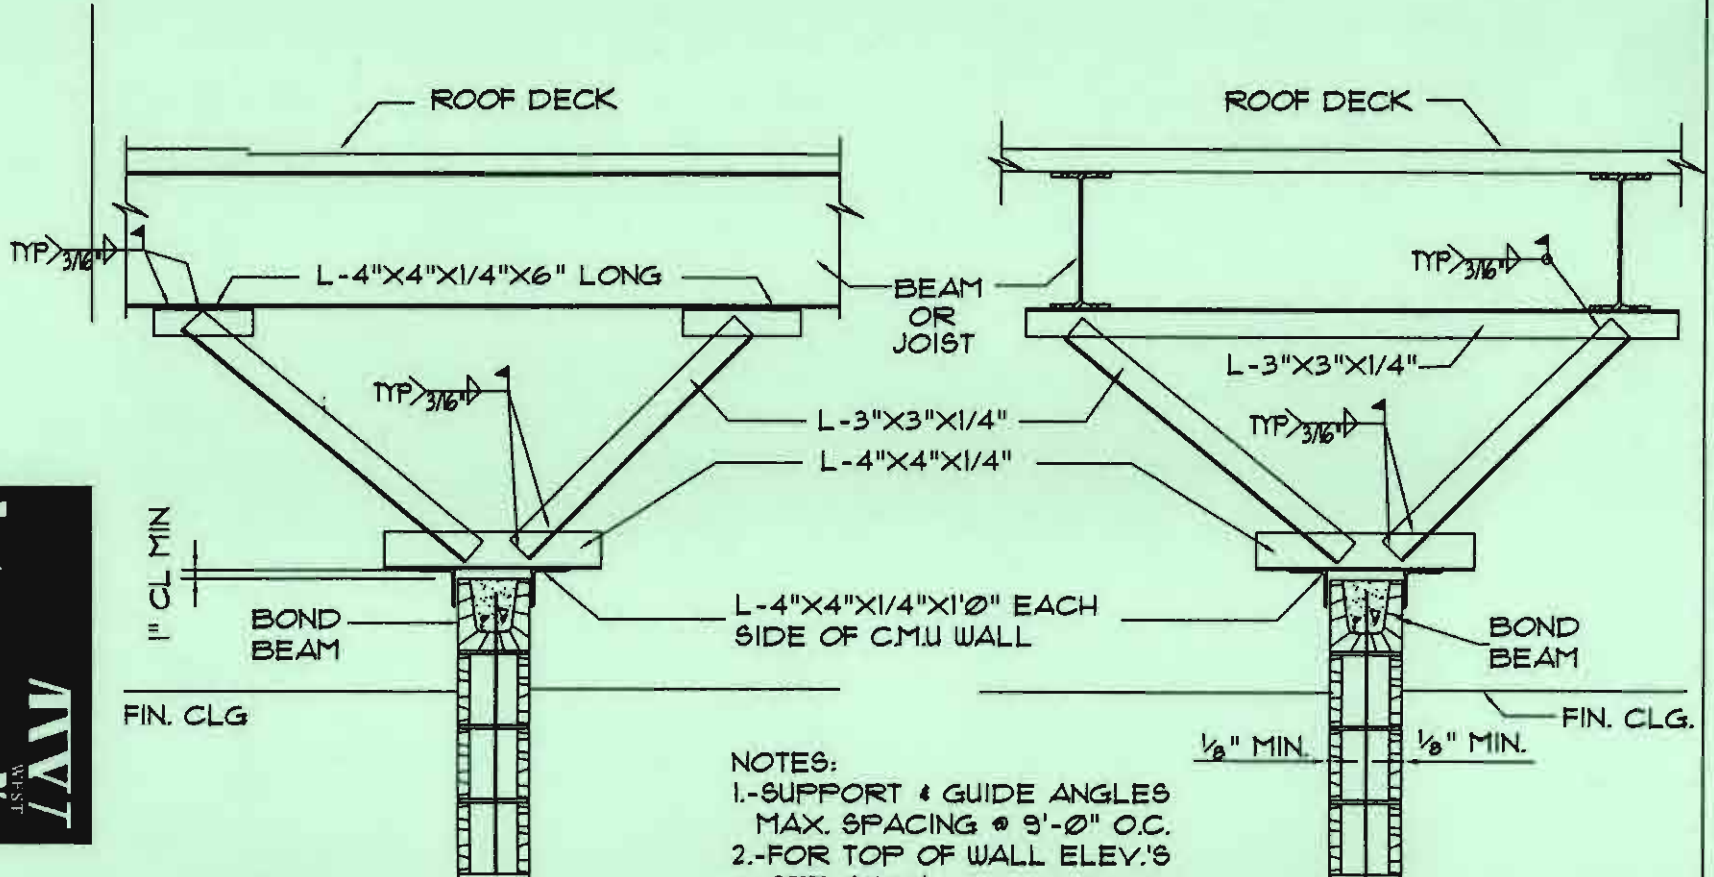 ROOF DECK
ROOF DECK
TYP 3/16"
L-4"X4"X1/4"X6" LONG
BEAM
OR
JOIST
TYP 3/16"
L-3"X3"X1/4"
TYP 3/16"
L-3"X3"X1/4"
TYP 3/16"
L-4"X4"X1/4"
1" CL MIN
BOND
BEAM
L-4"X4"X1/4"X1'0" EACH
SIDE OF C.M.U WALL
BOND
BEAM
FIN. CLG
FIN. CLG.
1/8" MIN.
1/8" MIN.
NOTES:
1.-SUPPORT & GUIDE ANGLES
MAX. SPACING @ 9'-0" O.C.
2.-FOR TOP OF WALL ELEV.'S
WEST